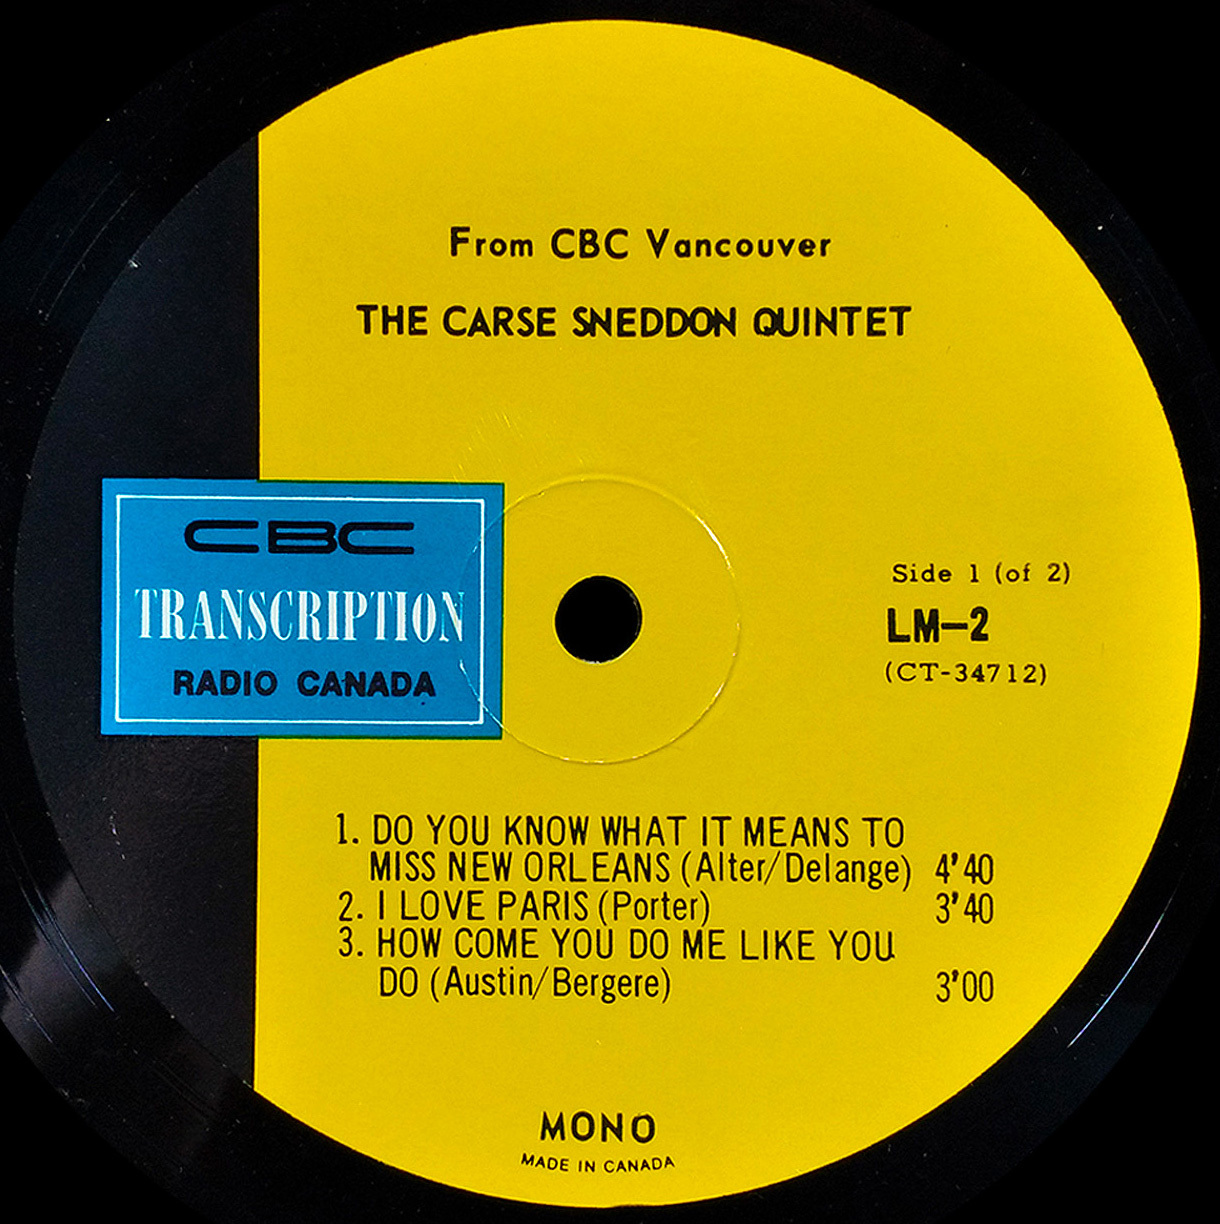 From CBC Vancouver
THE CARSE SNEDDON QUINTET
CBC
TRANSCRIPTION
RADIO CANADA
Side 1 (of 2)
LM-2
(CT-34712)
1. DO YOU KNOW WHAT IT MEANS TO
MISS NEW ORLEANS (Alter/Delange) 4'40
2. I LOVE PARIS (Porter) 3'40
3. HOW COME YOU DO ME LIKE YOU
DO (Austin/Bergere) 3'00
MONO
MADE IN CANADA